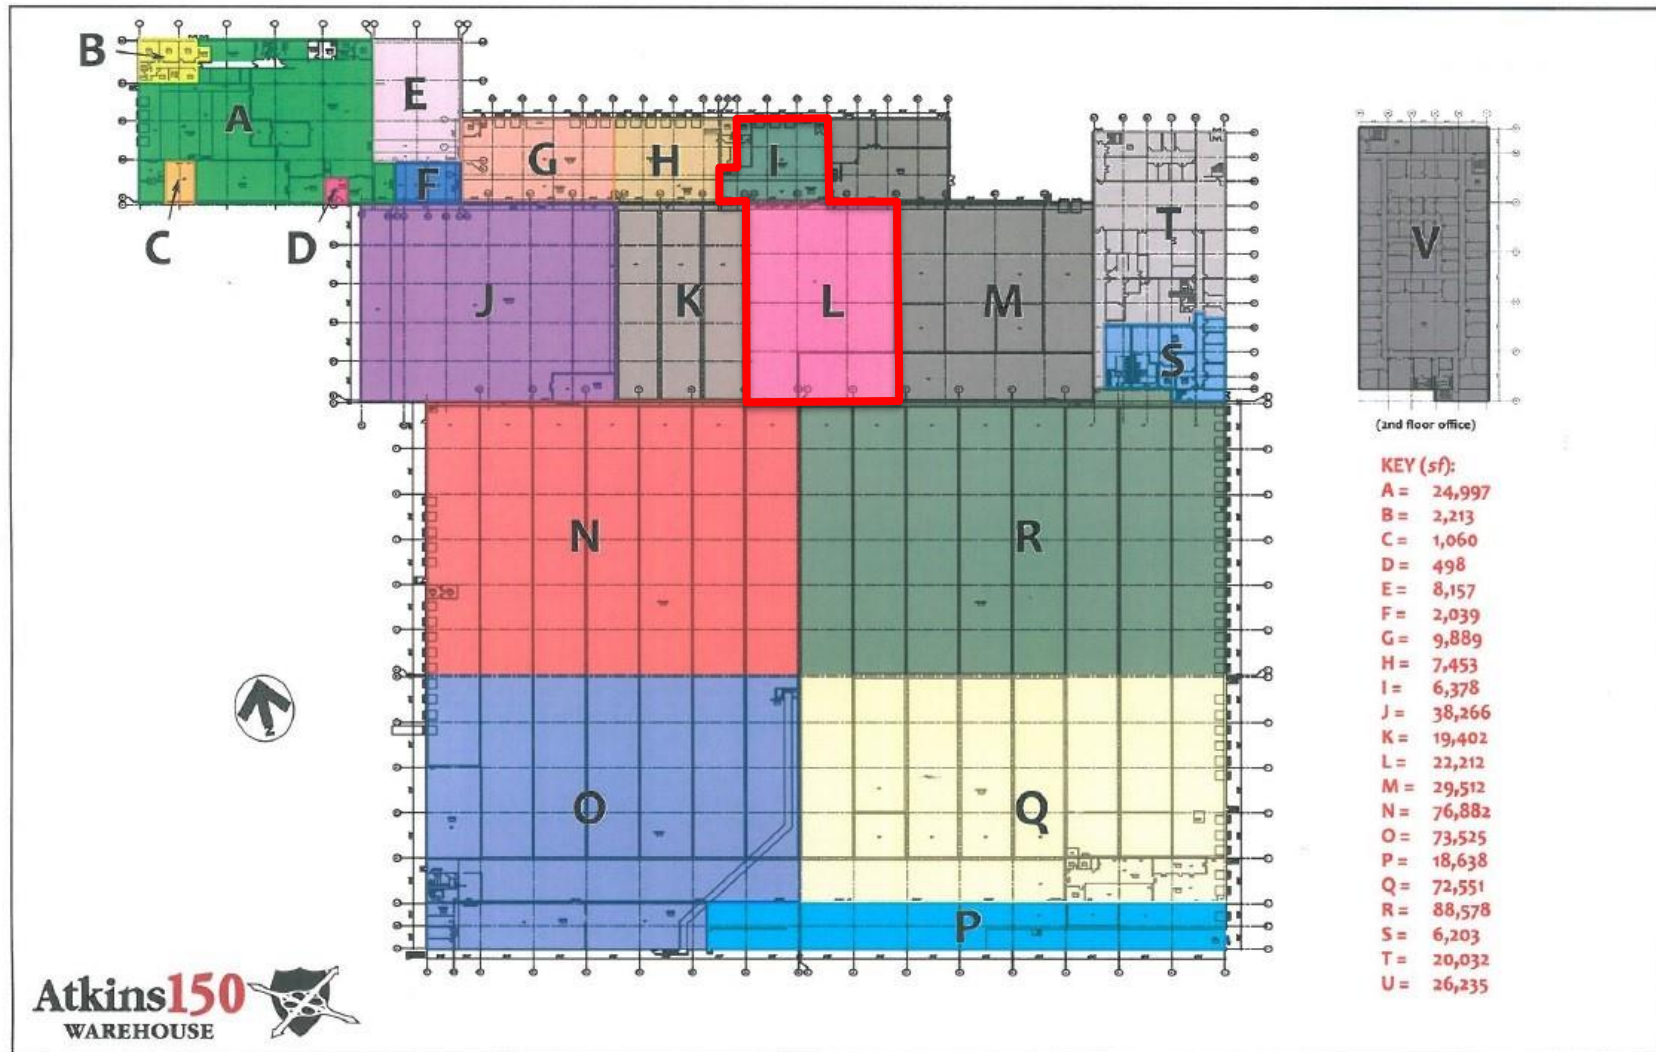 B
E
A
G
H
I
F
T
C
D
V
J
K
L
M
S
(2nd floor office)
KEY (sf):
A = 24,997
B = 2,213
C = 1,060
D = 498
E = 8,157
F = 2,039
G = 9,889
H = 7,453
I = 6,378
J = 38,266
K = 19,402
L = 22,212
M = 29,512
N = 76,882
O = 73,525
P = 18,638
Q = 72,551
R = 88,578
S = 6,203
T = 20,032
U = 26,235
N
R
N
O
Q
P
Atkins150
WAREHOUSE